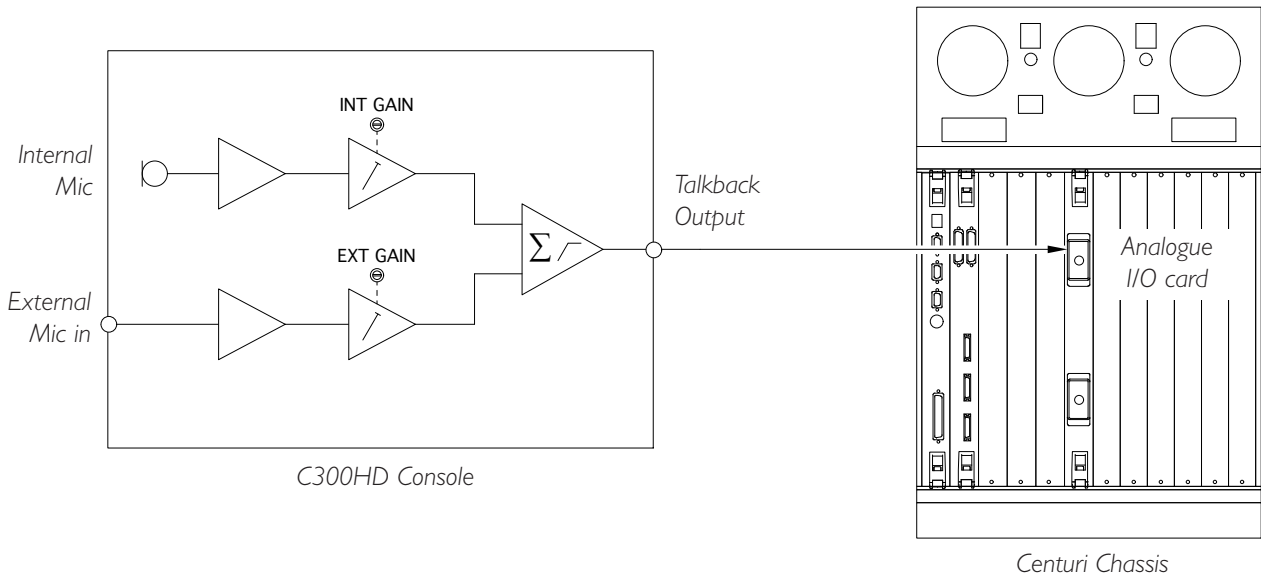 INT GAIN
Internal
Mic
Talkback
Output
Σ
EXT GAIN
Analogue
I/O card
External
Mic in
C300HD Console
Centuri Chassis